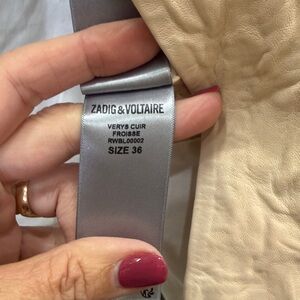 ZADIG & VOLTAIRE
VERYS CUIR
FROISSE
RWBL00002
SIZE 36